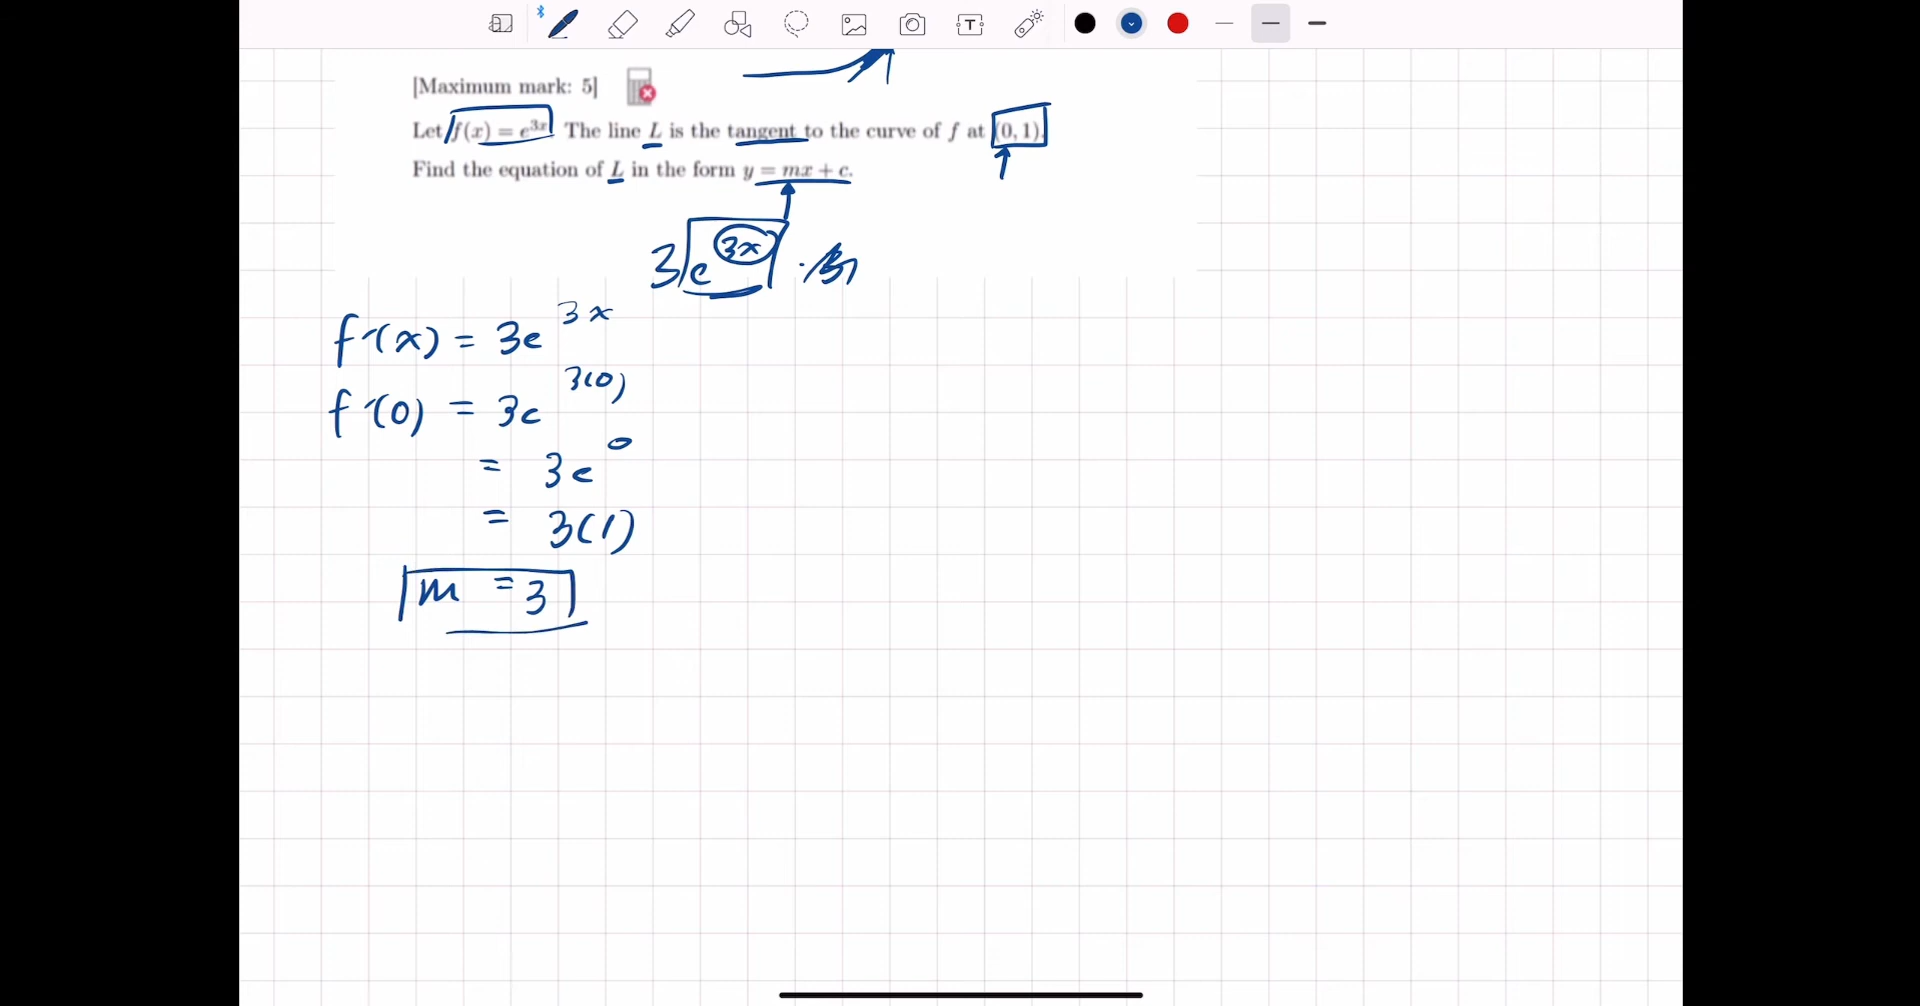 [Maximum mark: 5]
Let f(x) = e^{3x}. The line L is the tangent to the curve of f at (0, 1).
Find the equation of L in the form y = mx + c.
3e^{3x} ·
f'(x) = 3e^{3x}
f'(0) = 3e^{3(0)}
= 3e^{0}
= 3(1)
m = 3